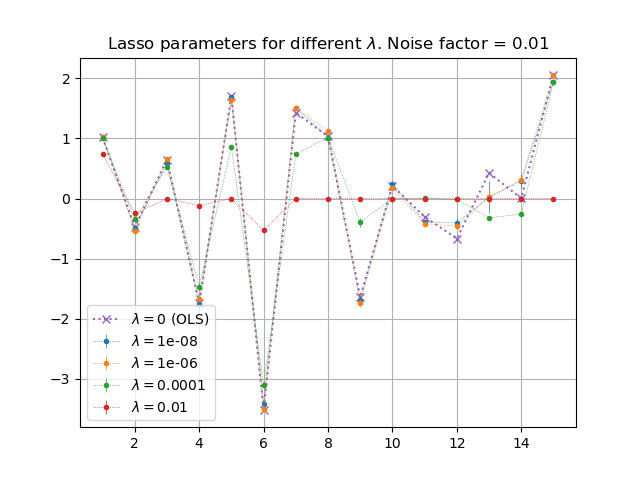 Lasso parameters for different λ. Noise factor = 0.01
2
1
0
−1
−2
−3
λ = 0 (OLS)
λ = 1e-08
λ = 1e-06
λ = 0.0001
λ = 0.01
2 4 6 8 10 12 14